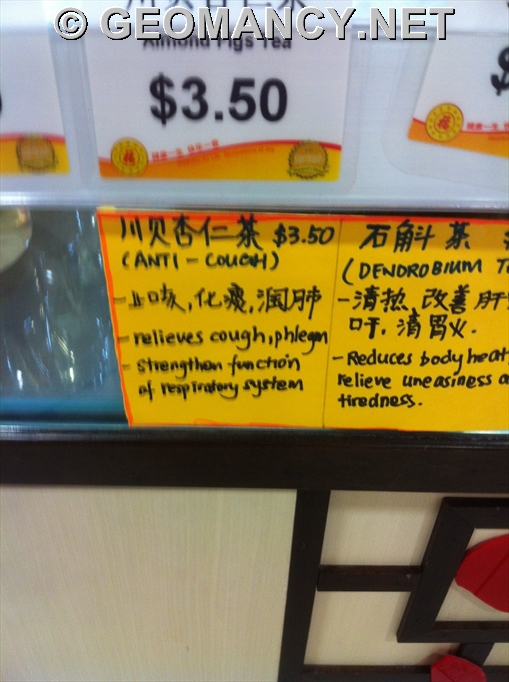 © GEOMANCY.NET
Almond Figs Tea
$3.50
川贝杏仁茶 $3.50
(ANTI-COUGH)
- 止咳,化痰,润肺
- relieves cough, phlegm
- Strengthen function
of respiratory system
石斛茶
(DENDROBIUM
- 清热,改善肝
清胃火.
- Reduces body heat
relieve uneasiness
tiredness.